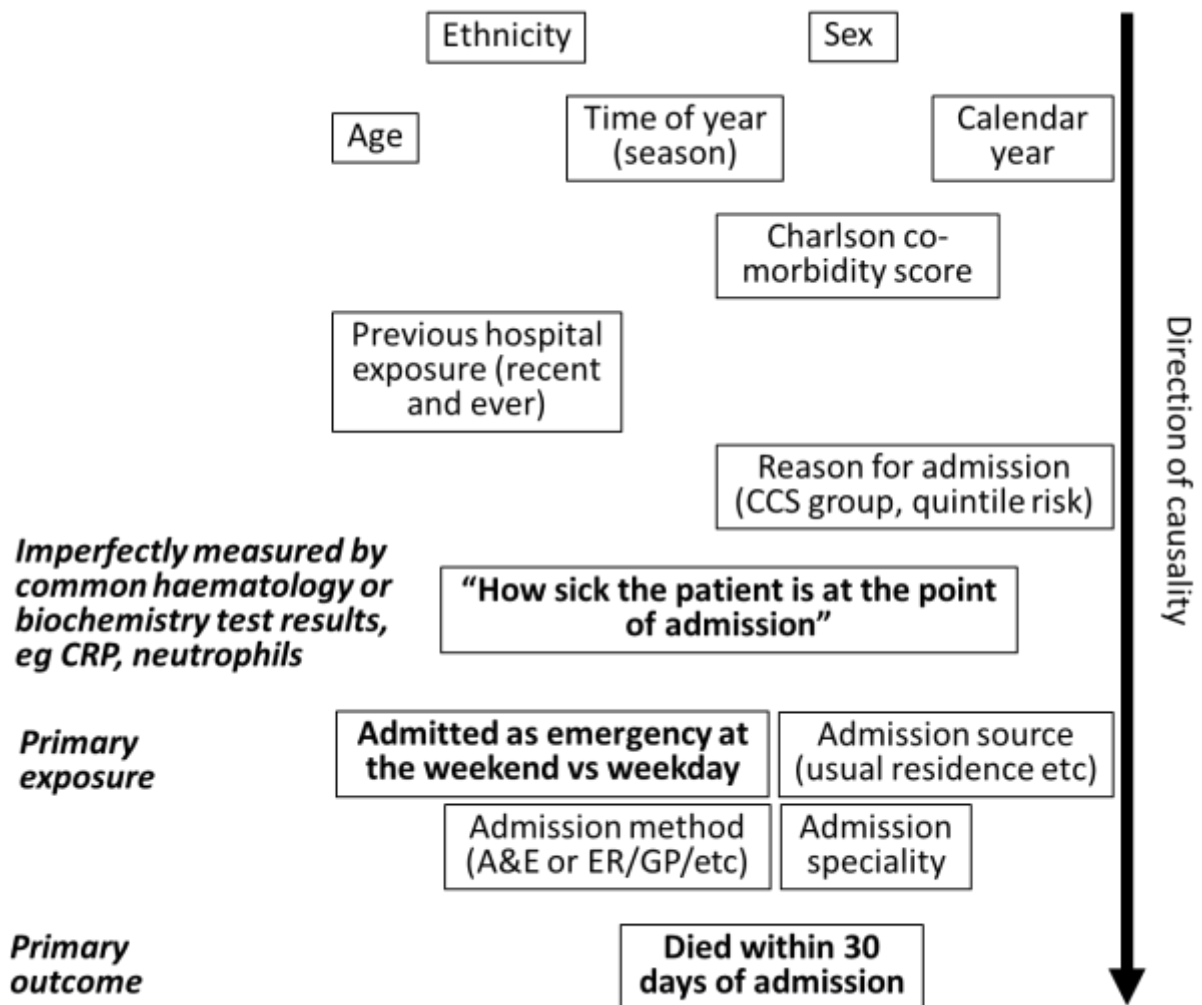 Ethnicity
Sex
Age
Time of year
(season)
Calendar
year
Charlson co-
morbidity score
Previous hospital
exposure (recent
and ever)
Reason for admission
(CCS group, quintile risk)
Imperfectly measured by
common haematology or
biochemistry test results,
eg CRP, neutrophils
“How sick the patient is at the point
of admission”
Primary
exposure
Admitted as emergency at
the weekend vs weekday
Admission source
(usual residence etc)
Admission method
(A&E or ER/GP/etc)
Admission
speciality
Primary
outcome
Died within 30
days of admission
Direction of causality